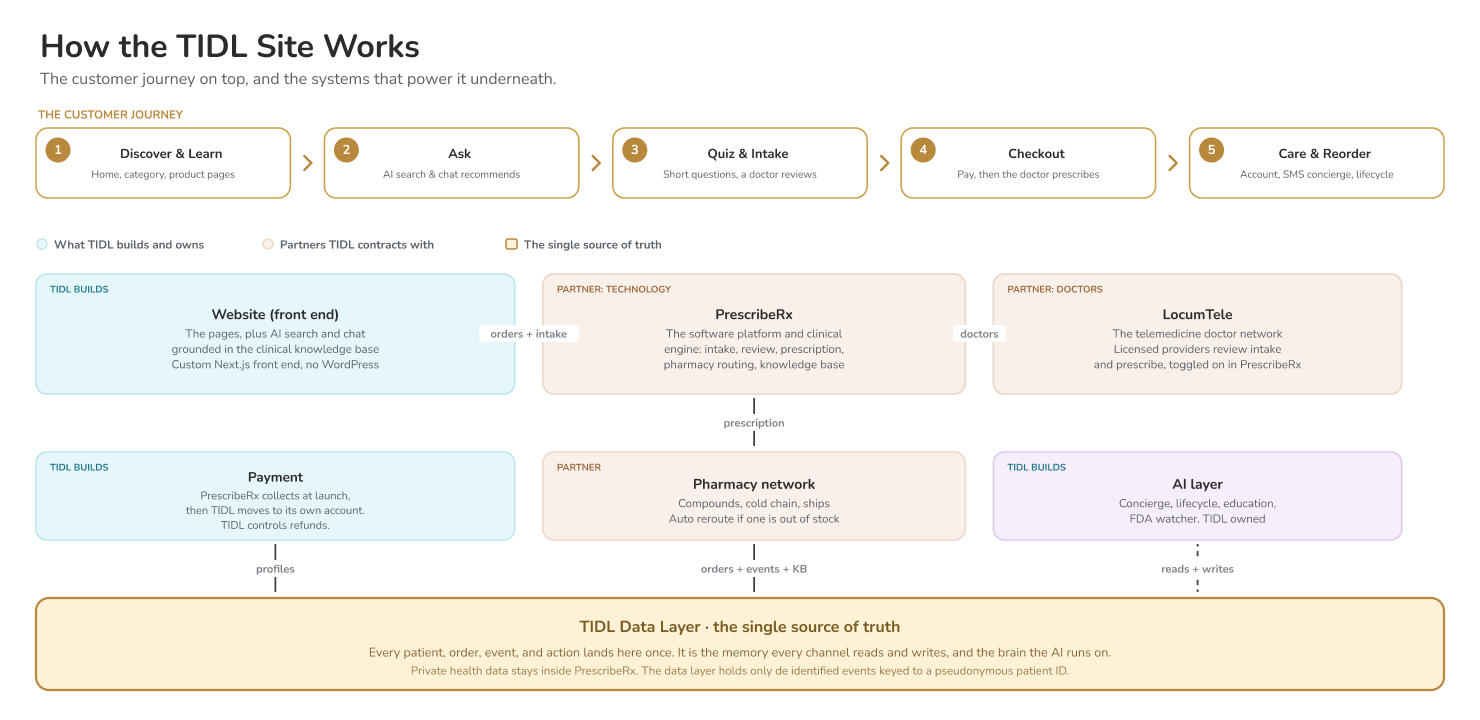 How the TIDL Site Works
The customer journey on top, and the systems that power it underneath.
THE CUSTOMER JOURNEY
1
Discover & Learn
Home, category, product pages
2
Ask
AI search & chat recommends
3
Quiz & Intake
Short questions, a doctor reviews
4
Checkout
Pay, then the doctor prescribes
5
Care & Reorder
Account, SMS concierge, lifecycle
What TIDL builds and owns
Partners TIDL contracts with
The single source of truth
TIDL BUILDS
Website (front end)
The pages, plus AI search and chat
grounded in the clinical knowledge base
Custom Next.js front end, no WordPress
orders + intake
PARTNER: TECHNOLOGY
PrescribeRx
The software platform and clinical
engine: intake, review, prescription,
pharmacy routing, knowledge base
doctors
PARTNER: DOCTORS
LocumTele
The telemedicine doctor network
Licensed providers review intake
and prescribe, toggled on in PrescribeRx
prescription
TIDL BUILDS
Payment
PrescribeRx collects at launch,
then TIDL moves to its own account.
TIDL controls refunds.
PARTNER
Pharmacy network
Compounds, cold chain, ships
Auto reroute if one is out of stock
TIDL BUILDS
AI layer
Concierge, lifecycle, education,
FDA watcher. TIDL owned
profiles
orders + events + KB
reads + writes
TIDL Data Layer · the single source of truth
Every patient, order, event, and action lands here once. It is the memory every channel reads and writes, and the brain the AI runs on.
Private health data stays inside PrescribeRx. The data layer holds only de identified events keyed to a pseudonymous patient ID.